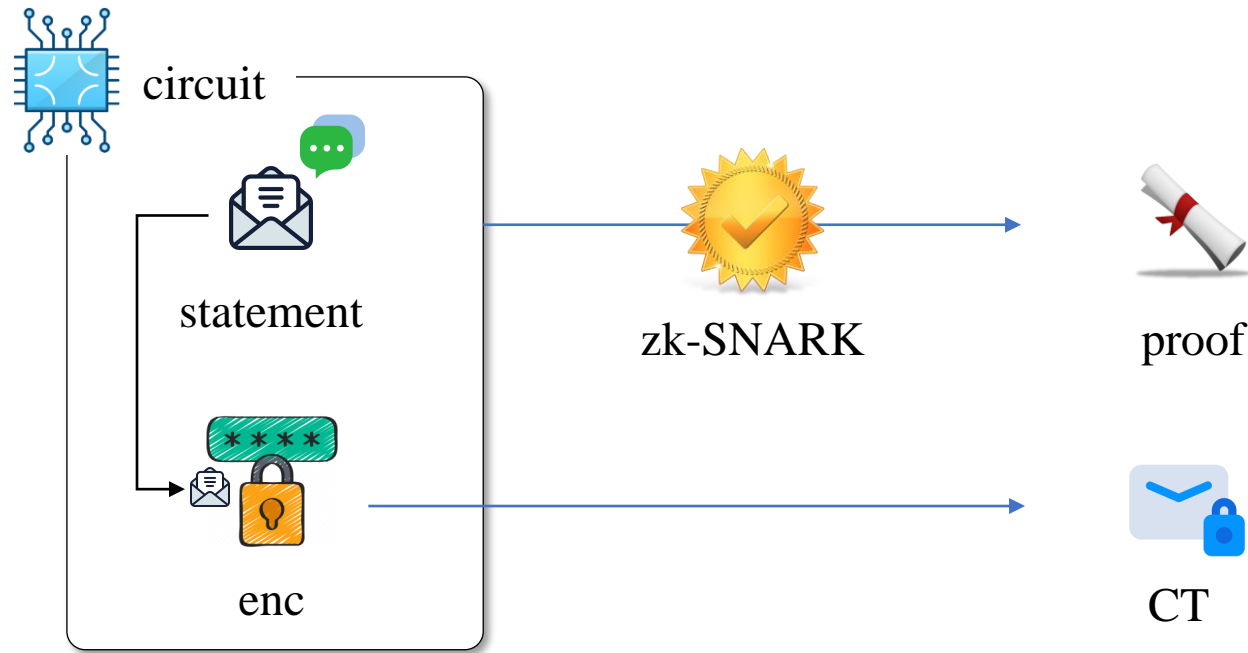 circuit
statement
zk-SNARK
proof
****
enc
CT